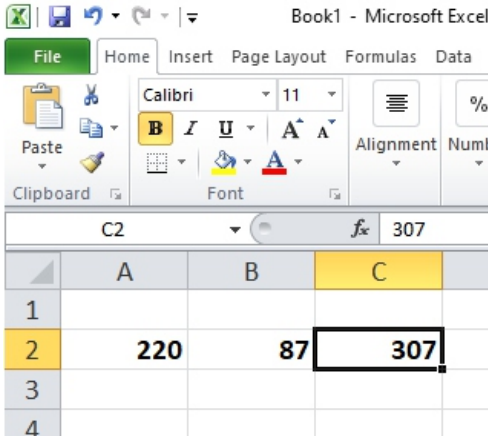 Book1 - Microsoft Excel
File Home Insert Page Layout Formulas Data
Calibri 11
B I U A A
Paste
Alignment
Clipboard Font
C2 fx 307
A B C
1
2 220 87 307
3
4